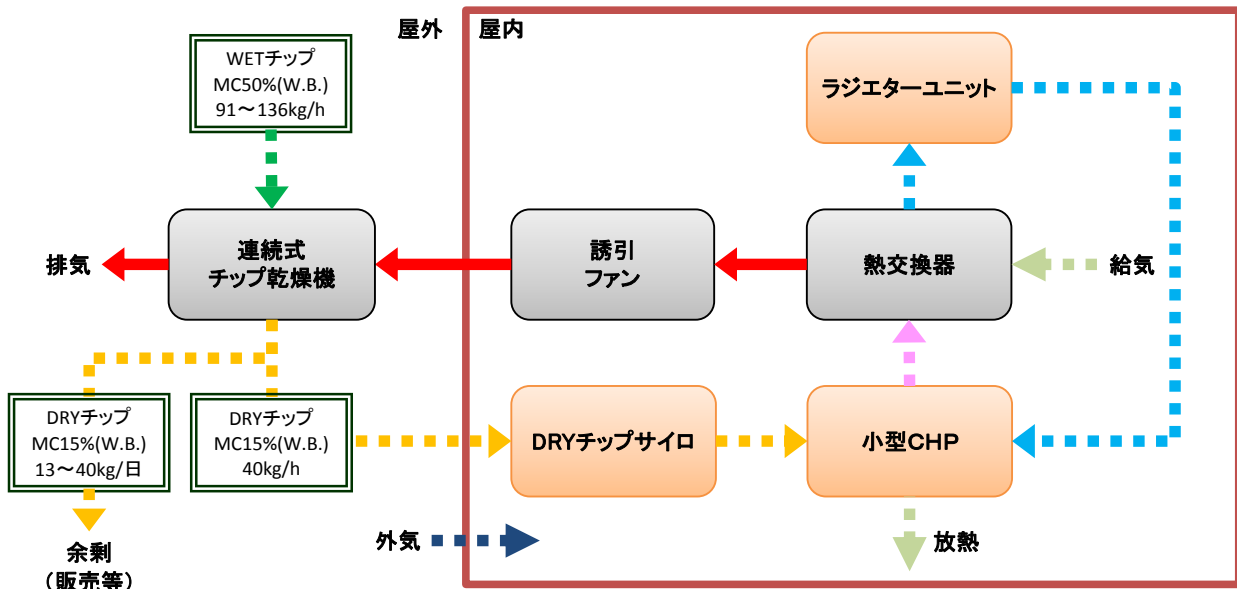 屋外
屋内
WETチップ
MC50%(W.B.)
91～136kg/h
ラジエターユニット
排気
連続式
チップ乾燥機
誘引
ファン
熱交換器
給気
DRYチップ
MC15%(W.B.)
13～40kg/日
DRYチップ
MC15%(W.B.)
40kg/h
DRYチップサイロ
小型CHP
外気
放熱
余剰
（販売等）